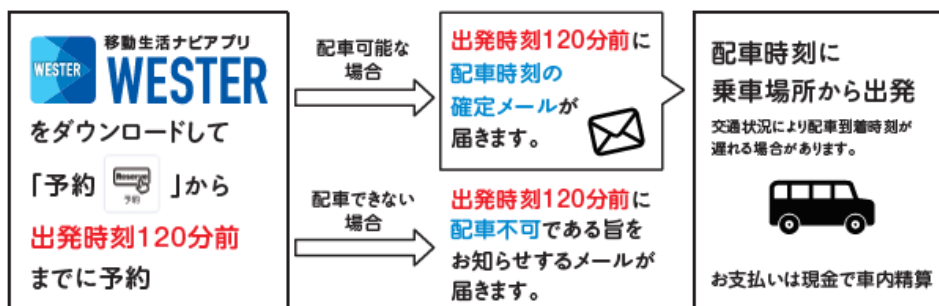 移動生活ナビアプリ
WESTER
WESTER
をダウンロードして
「予約 Reserve 予約 」から
出発時刻120分前
までに予約
配車可能な
場合
出発時刻120分前に
配車時刻の
確定メールが
届きます。
配車できない
場合
出発時刻120分前に
配車不可である旨を
お知らせするメールが
届きます。
配車時刻に
乗車場所から出発
交通状況により配車到着時刻が
遅れる場合があります。
お支払いは現金で車内精算